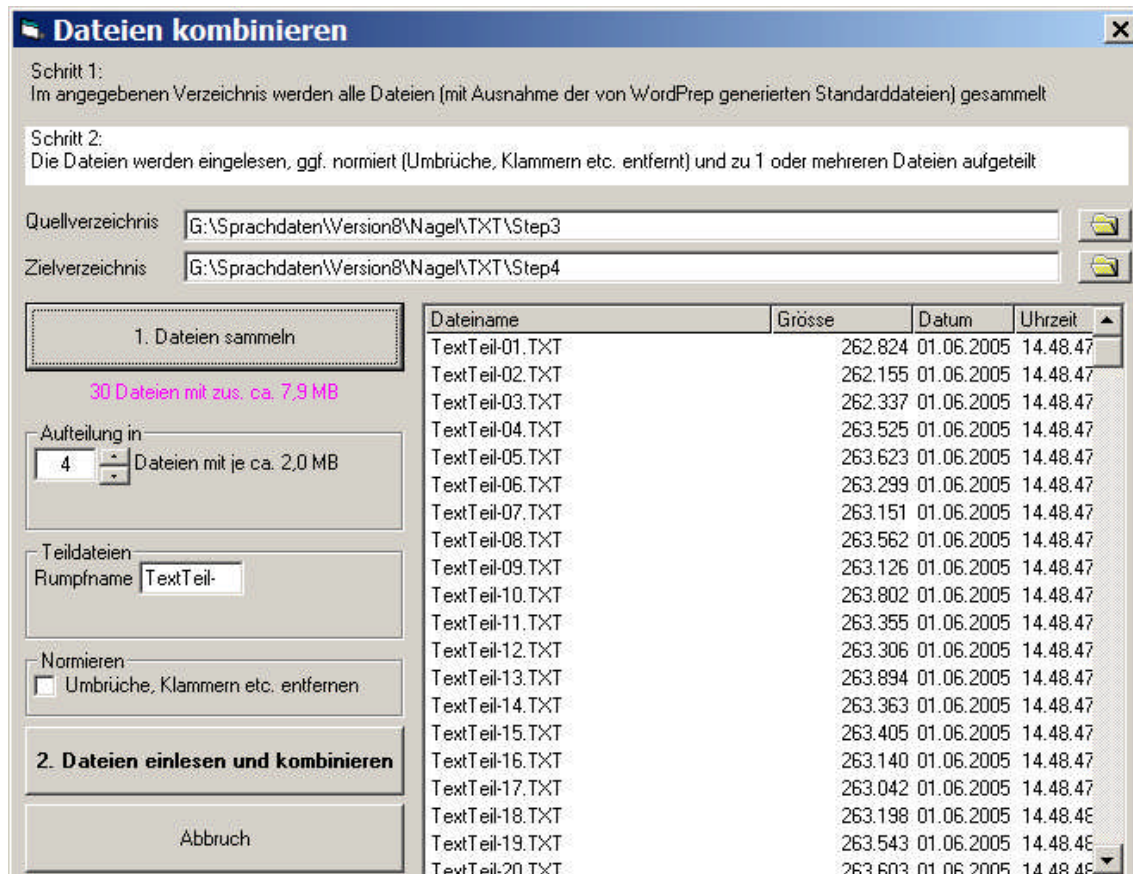 Dateien kombinieren
Schritt 1:
Im angegebenen Verzeichnis werden alle Dateien (mit Ausnahme der von WordPrep generierten Standarddateien) gesammelt
Schritt 2:
Die Dateien werden eingelesen, ggf. normiert (Umbrüche, Klammern etc. entfernt) und zu 1 oder mehreren Dateien aufgeteilt
Quellverzeichnis G:\Sprachdaten\Version8\Nagel\TXT\Step3
Zielverzeichnis G:\Sprachdaten\Version8\Nagel\TXT\Step4
1. Dateien sammeln
30 Dateien mit zus. ca. 7,9 MB
Aufteilung in
4 Dateien mit je ca. 2,0 MB
Teildateien
Rumpfname TextTeil-
Normieren
Umbrüche, Klammern etc. entfernen
2. Dateien einlesen und kombinieren
Abbruch
Dateiname Grösse Datum Uhrzeit
TextTeil-01.TXT 262.824 01.06.2005 14.48.47
TextTeil-02.TXT 262.155 01.06.2005 14.48.47
TextTeil-03.TXT 262.337 01.06.2005 14.48.47
TextTeil-04.TXT 263.525 01.06.2005 14.48.47
TextTeil-05.TXT 263.623 01.06.2005 14.48.47
TextTeil-06.TXT 263.299 01.06.2005 14.48.47
TextTeil-07.TXT 263.151 01.06.2005 14.48.47
TextTeil-08.TXT 263.562 01.06.2005 14.48.47
TextTeil-09.TXT 263.126 01.06.2005 14.48.47
TextTeil-10.TXT 263.802 01.06.2005 14.48.47
TextTeil-11.TXT 263.355 01.06.2005 14.48.47
TextTeil-12.TXT 263.306 01.06.2005 14.48.47
TextTeil-13.TXT 263.894 01.06.2005 14.48.47
TextTeil-14.TXT 263.363 01.06.2005 14.48.47
TextTeil-15.TXT 263.405 01.06.2005 14.48.47
TextTeil-16.TXT 263.140 01.06.2005 14.48.47
TextTeil-17.TXT 263.042 01.06.2005 14.48.47
TextTeil-18.TXT 263.198 01.06.2005 14.48.48
TextTeil-19.TXT 263.543 01.06.2005 14.48.48
TextTeil-20.TXT 263.603 01.06.2005 14.48.48